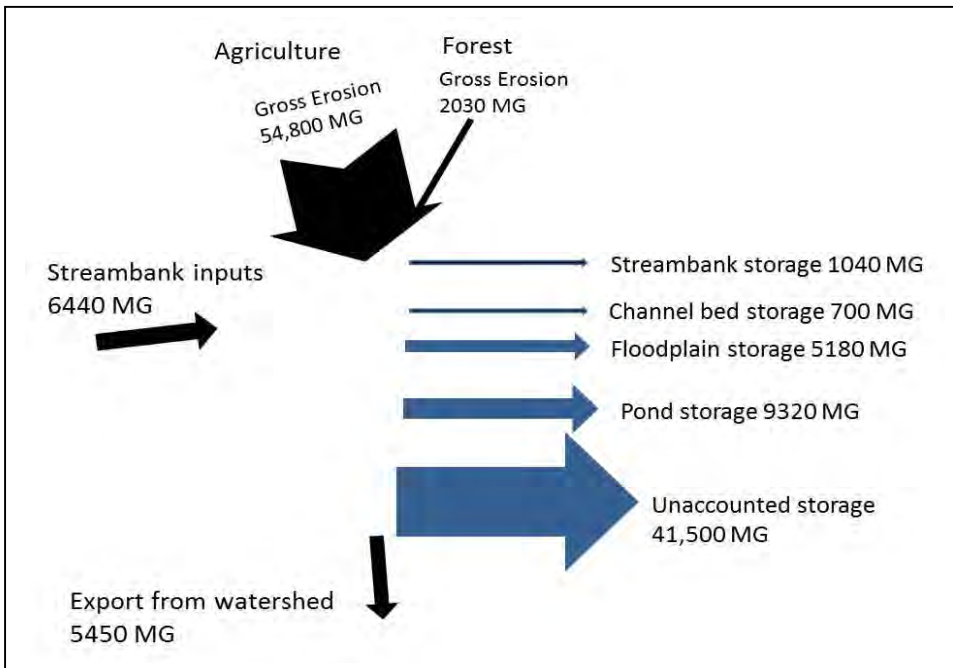 Agriculture
Gross Erosion
54,800 MG
Forest
Gross Erosion
2030 MG
Streambank inputs
6440 MG
Streambank storage 1040 MG
Channel bed storage 700 MG
Floodplain storage 5180 MG
Pond storage 9320 MG
Unaccounted storage
41,500 MG
Export from watershed
5450 MG